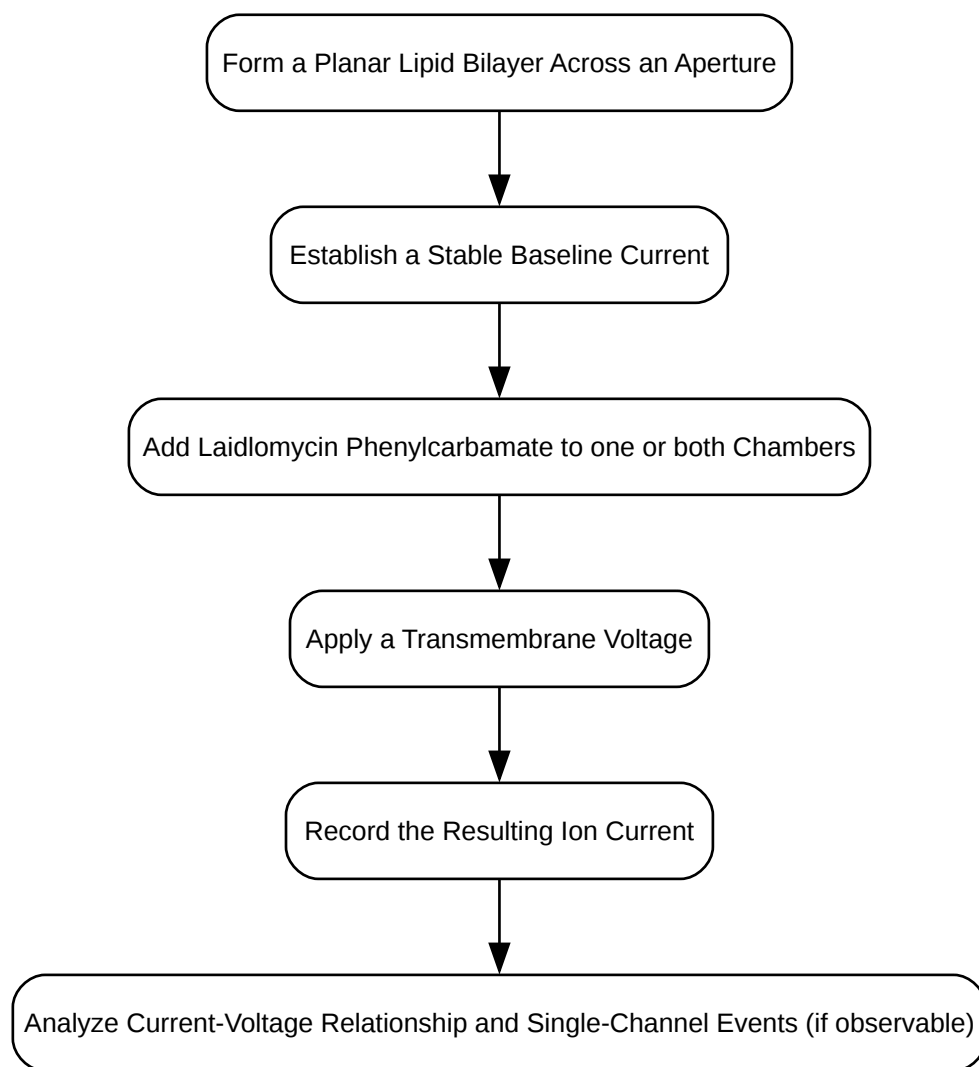 Form a Planar Lipid Bilayer Across an Aperture
Establish a Stable Baseline Current
Add Laidlomycin Phenylcarbamate to one or both Chambers
Apply a Transmembrane Voltage
Record the Resulting Ion Current
Analyze Current-Voltage Relationship and Single-Channel Events (if observable)